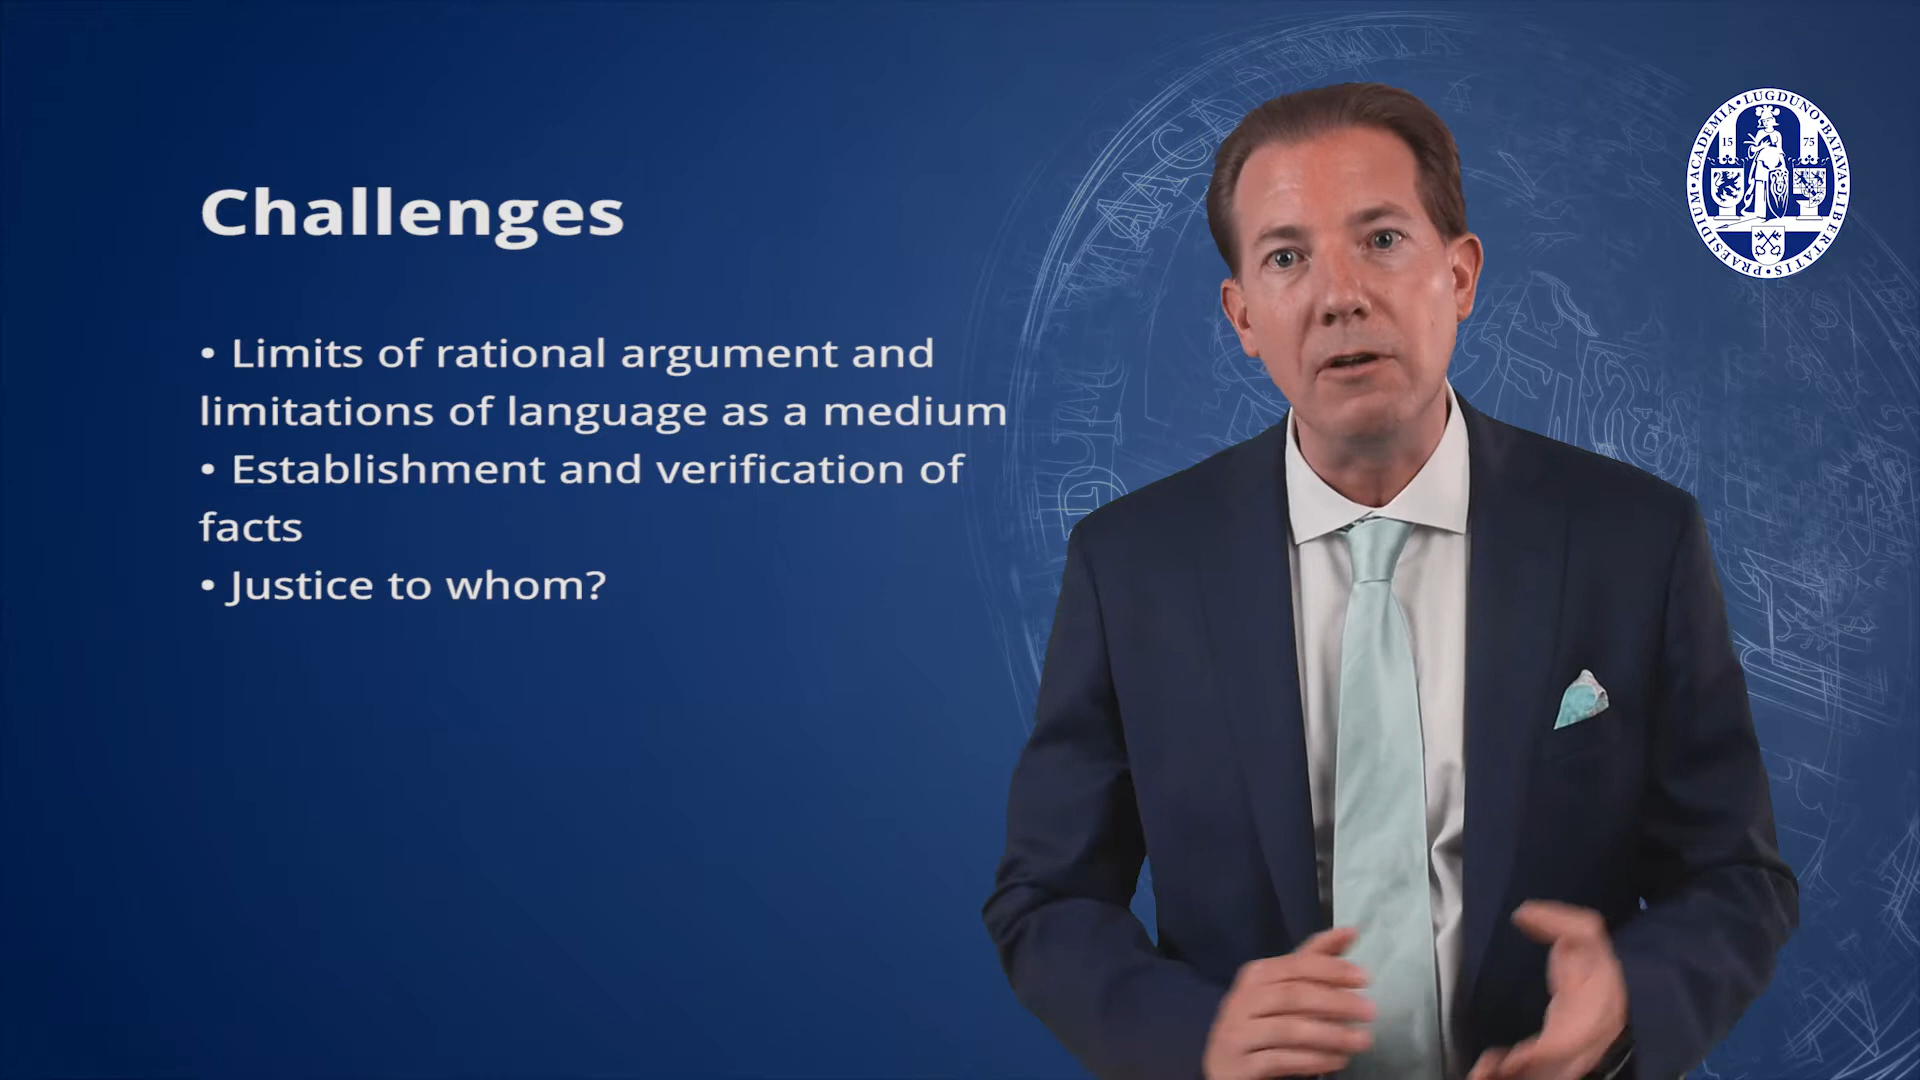 Challenges
• Limits of rational argument and
limitations of language as a medium
• Establishment and verification of
facts
• Justice to whom?
ACADEMIA • LUGDUNO • BATAVA • LIBERTATIS • PRAESIDIUM •
15 75